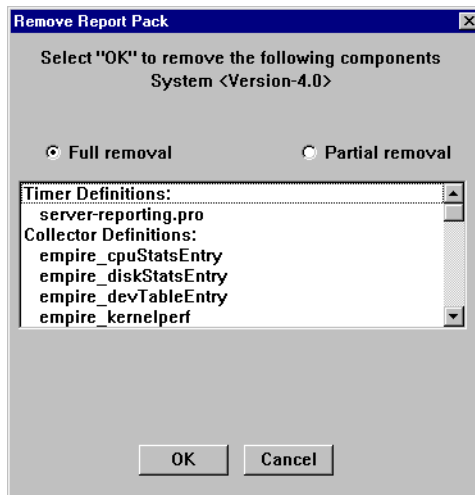 Remove Report Pack
Select "OK" to remove the following components
System <Version-4.0>
Full removal Partial removal
Timer Definitions:
server-reporting.pro
Collector Definitions:
empire_cpuStatsEntry
empire_diskStatsEntry
empire_devTableEntry
empire_kernelperf
OK Cancel